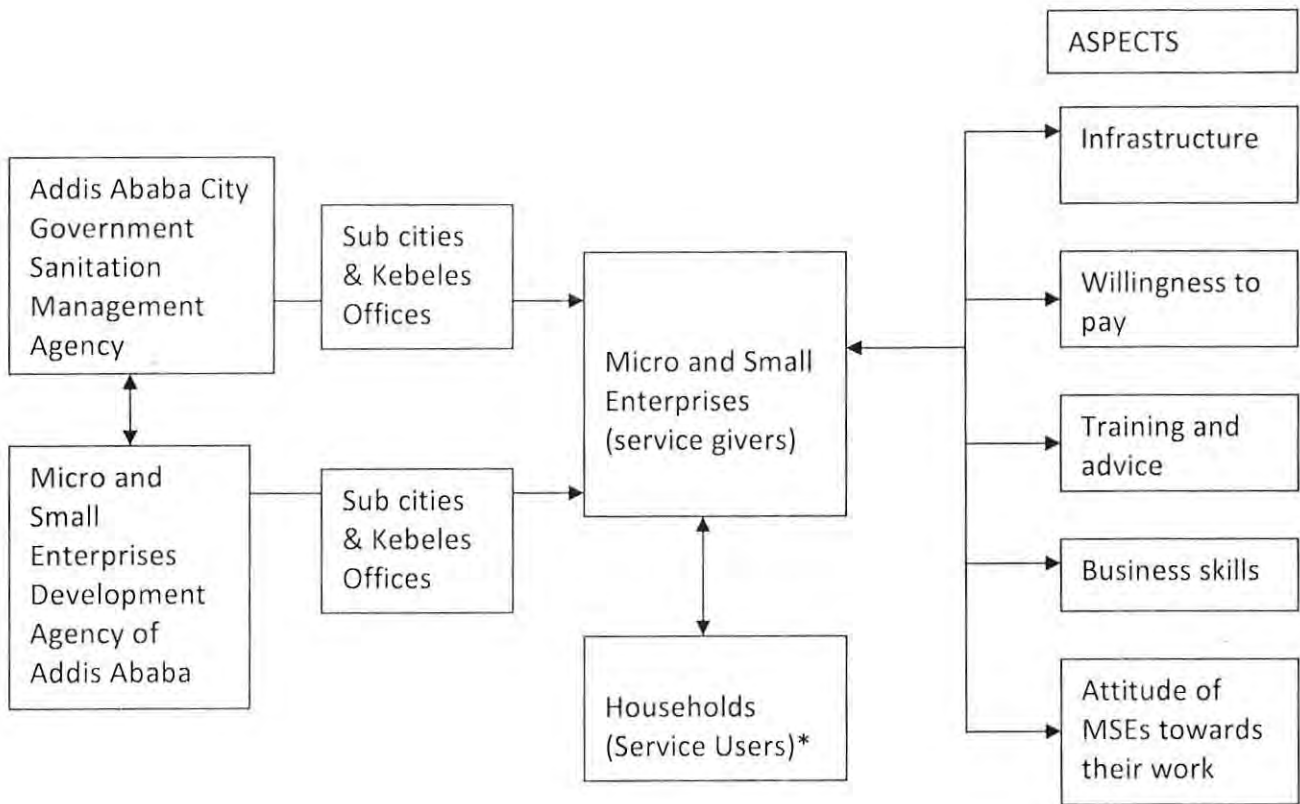 ASPECTS
Infrastructure
Addis Ababa City
Government
Sanitation
Management
Agency
Sub cities
& Kebeles
Offices
Willingness to
pay
Micro and Small
Enterprises
(service givers)
Training and
advice
Micro and
Small
Enterprises
Development
Agency of
Addis Ababa
Sub cities
& Kebeles
Offices
Business skills
Households
(Service Users)*
Attitude of
MSEs towards
their work